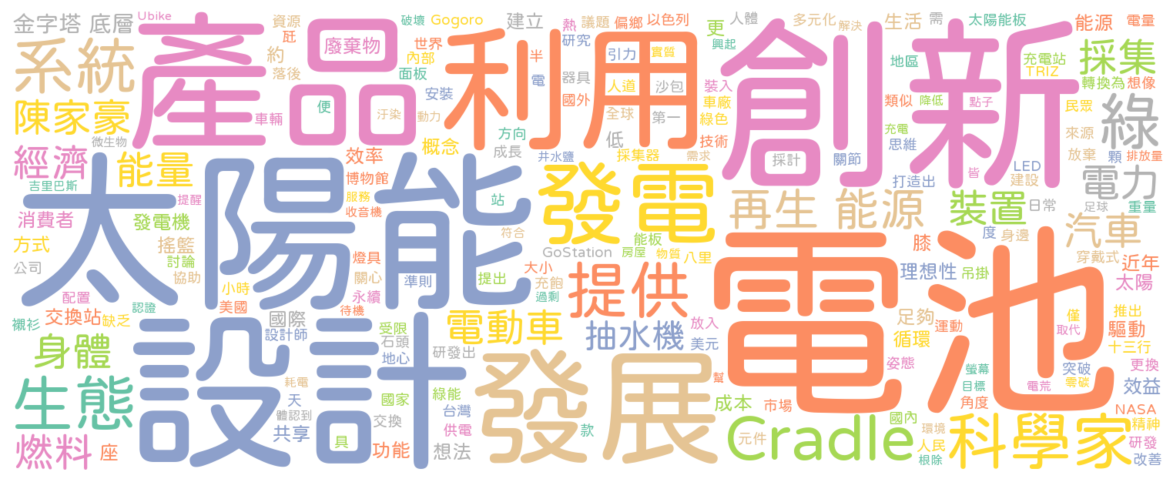 金字塔 底層
Ubike
資源
破壞
Gogoro
建立
熱
議題
偏鄉
以色列
更
人體
多元化
解決
生活
需
太陽能板
能源
電量
系統
產品
利用
創新
採集
瓩
廢棄物
世界
半
研究
引力
實質
興起
地區
充電站
TRIZ
約
內部
落後
面板
電
器具
人道
沙包
裝入
轉換為
想像
陳家豪
車輛
便
汙染
安裝
動力
國外
全球
第一
車廠
綠色
類似
降低
點子
民眾
綠
微生物
方向
低
技術
充電
思維
來源
放棄
顆
排放量
經濟
能量
效率
概念
成長
井水鹽
採集器
需求
採計
關節
打造出
LED
建設
皆
電力
吉里巴斯
提醒
博物館
服務
收音機
站
太陽能
發電
再生 能源
裝置
日常
足球
重量
消費者
發電機
符合
GoStation
房屋
能板
物質
八里
膝
度
身邊
汽車
方式
討論
搖籃
燈具
公司
協助
關心
準則
提出
大小
充飽
過剩
提供
理想性
吊掛
穿戴式
近年
太陽
配置
認證
小時
美國
永續
待機
電池
襯衫
交換站
缺乏
國際
設計師
受限
石頭
電動車
抽水機
放入
美元
足夠
運動
循環
僅
取代
推出
驅動
十三行
身體
設計
地心
研發出
發展
幫
姿態
螢幕
目標
突破
零碳
更換
生態
耗電
天
體認到
國家
綠能
成本
市場
角度
電荒
效益
共享
交換
台灣
款
Cradle
國內
NASA
燃料
座
具
功能
供電
想法
元件
環境
人民
根除
科學家
精神
研發
改善